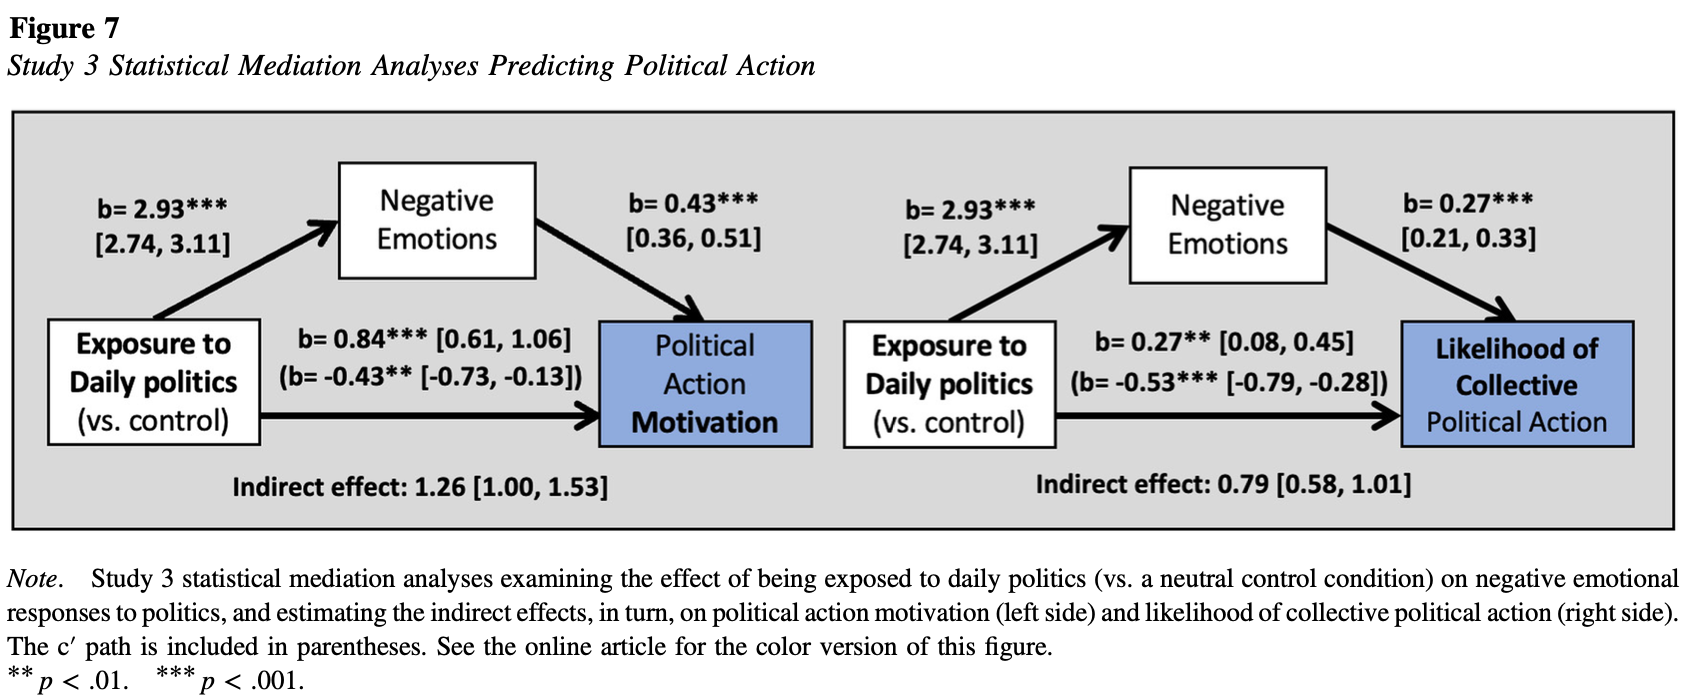 Figure 7
Study 3 Statistical Mediation Analyses Predicting Political Action
b= 2.93***
[2.74, 3.11]
Negative
Emotions
b= 0.43***
[0.36, 0.51]
Exposure to
Daily politics
(vs. control)
b= 0.84*** [0.61, 1.06]
(b= -0.43** [-0.73, -0.13])
Political
Action
Motivation
Indirect effect: 1.26 [1.00, 1.53]
b= 2.93***
[2.74, 3.11]
Negative
Emotions
b= 0.27***
[0.21, 0.33]
Exposure to
Daily politics
(vs. control)
b= 0.27** [0.08, 0.45]
(b= -0.53*** [-0.79, -0.28])
Likelihood of
Collective
Political Action
Indirect effect: 0.79 [0.58, 1.01]
Note. Study 3 statistical mediation analyses examining the effect of being exposed to daily politics (vs. a neutral control condition) on negative emotional
responses to politics, and estimating the indirect effects, in turn, on political action motivation (left side) and likelihood of collective political action (right side).
The c′ path is included in parentheses. See the online article for the color version of this figure.
** p < .01. *** p < .001.